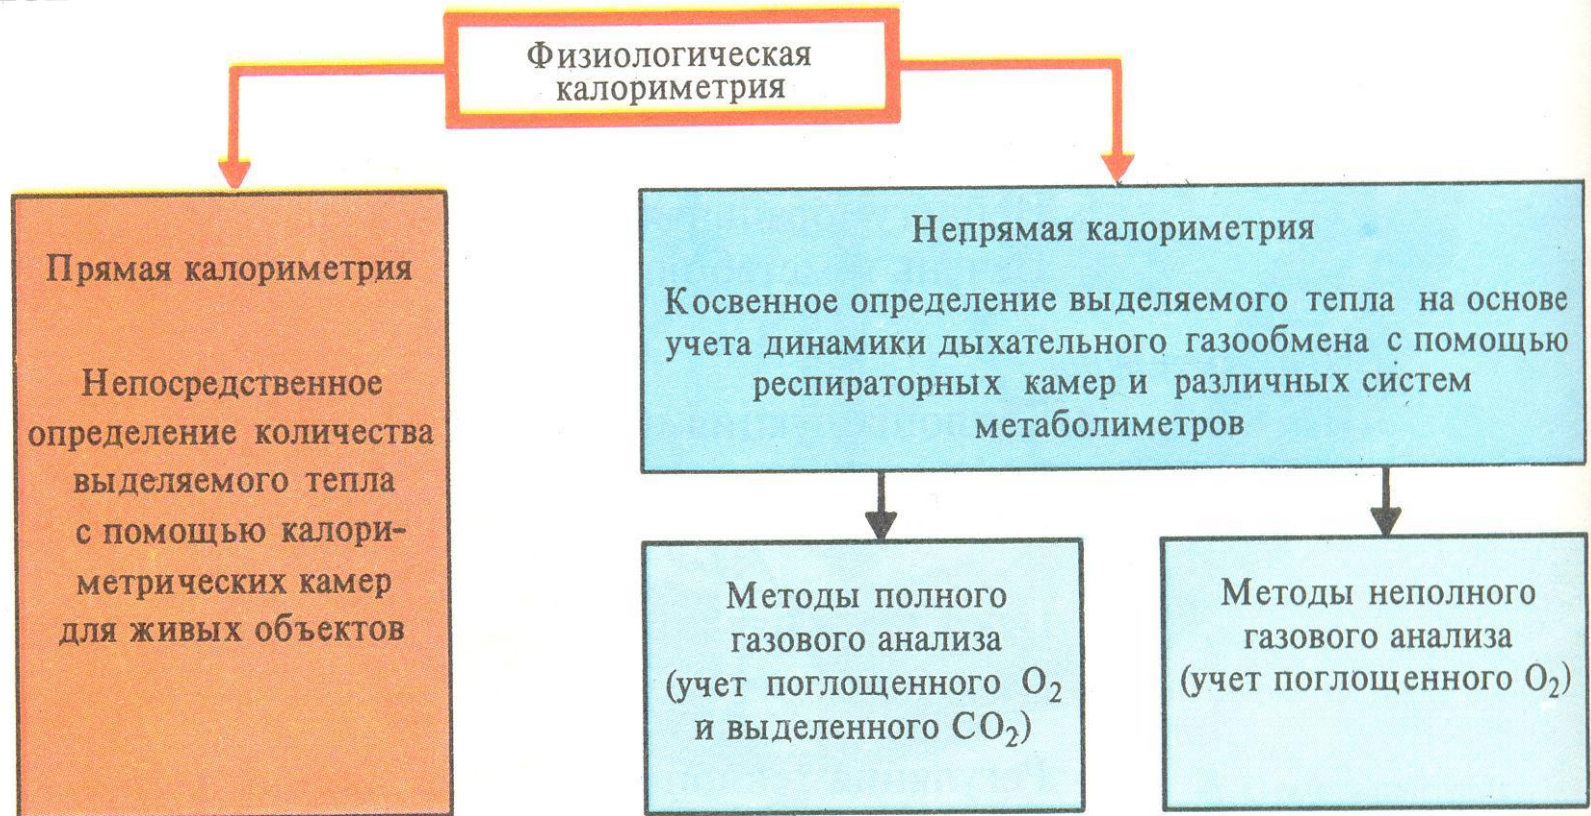 Физиологическая
калориметрия
Прямая калориметрия
Непосредственное
определение количества
выделяемого тепла
с помощью калори-
метрических камер
для живых объектов
Непрямая калориметрия
Косвенное определение выделяемого тепла на основе
учета динамики дыхательного газообмена с помощью
респираторных камер и различных систем
метаболиметров
Методы полного
газового анализа
(учет поглощенного O₂
и выделенного CO₂)
Методы неполного
газового анализа
(учет поглощенного O₂)